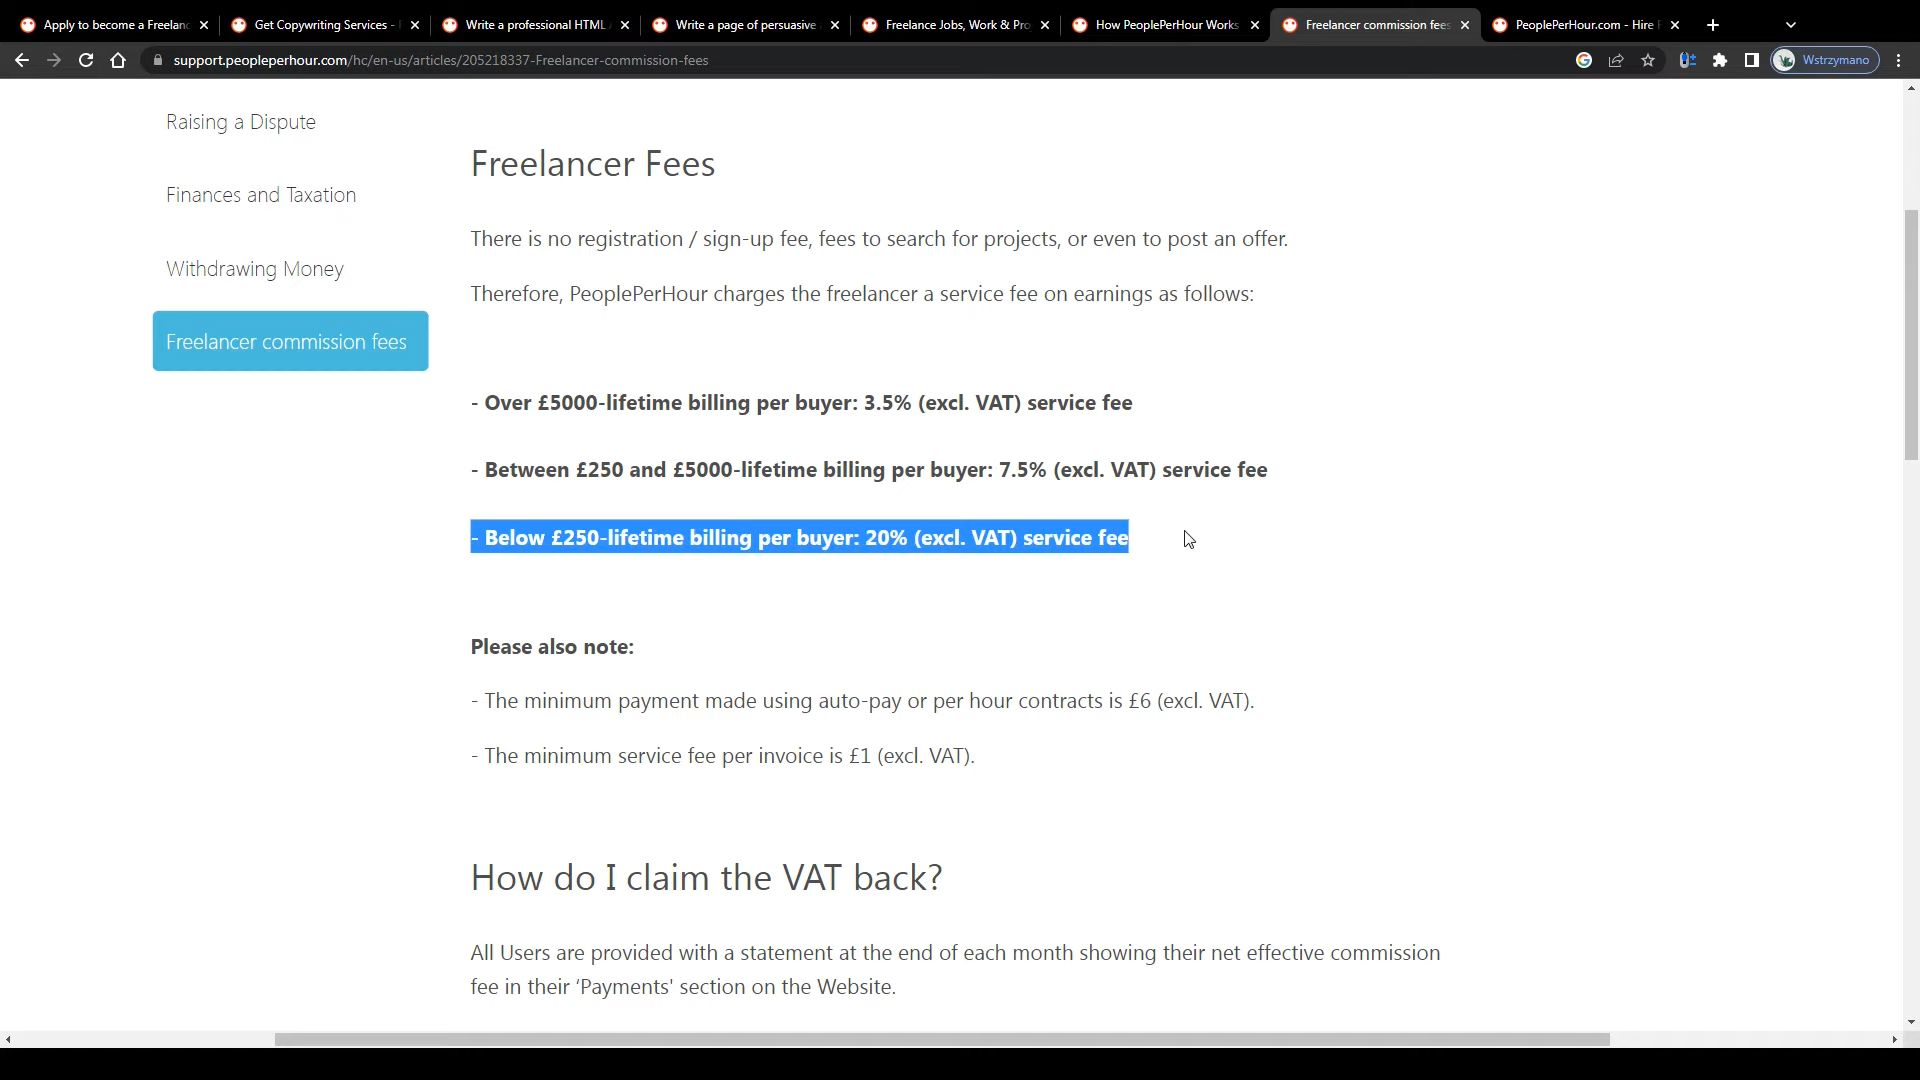 Apply to become a Freelanc
Get Copywriting Services -
Write a professional HTML
Write a page of persuasive
Freelance Jobs, Work & Pro
How PeoplePerHour Works
Freelancer commission fees
PeoplePerHour.com - Hire F
support.peopleperhour.com/hc/en-us/articles/205218337-Freelancer-commission-fees
Wstrzymano
Raising a Dispute
Finances and Taxation
Withdrawing Money
Freelancer commission fees
Freelancer Fees
There is no registration / sign-up fee, fees to search for projects, or even to post an offer.
Therefore, PeoplePerHour charges the freelancer a service fee on earnings as follows:
- Over £5000-lifetime billing per buyer: 3.5% (excl. VAT) service fee
- Between £250 and £5000-lifetime billing per buyer: 7.5% (excl. VAT) service fee
- Below £250-lifetime billing per buyer: 20% (excl. VAT) service fee
Please also note:
- The minimum payment made using auto-pay or per hour contracts is £6 (excl. VAT).
- The minimum service fee per invoice is £1 (excl. VAT).
How do I claim the VAT back?
All Users are provided with a statement at the end of each month showing their net effective commission
fee in their ‘Payments' section on the Website.